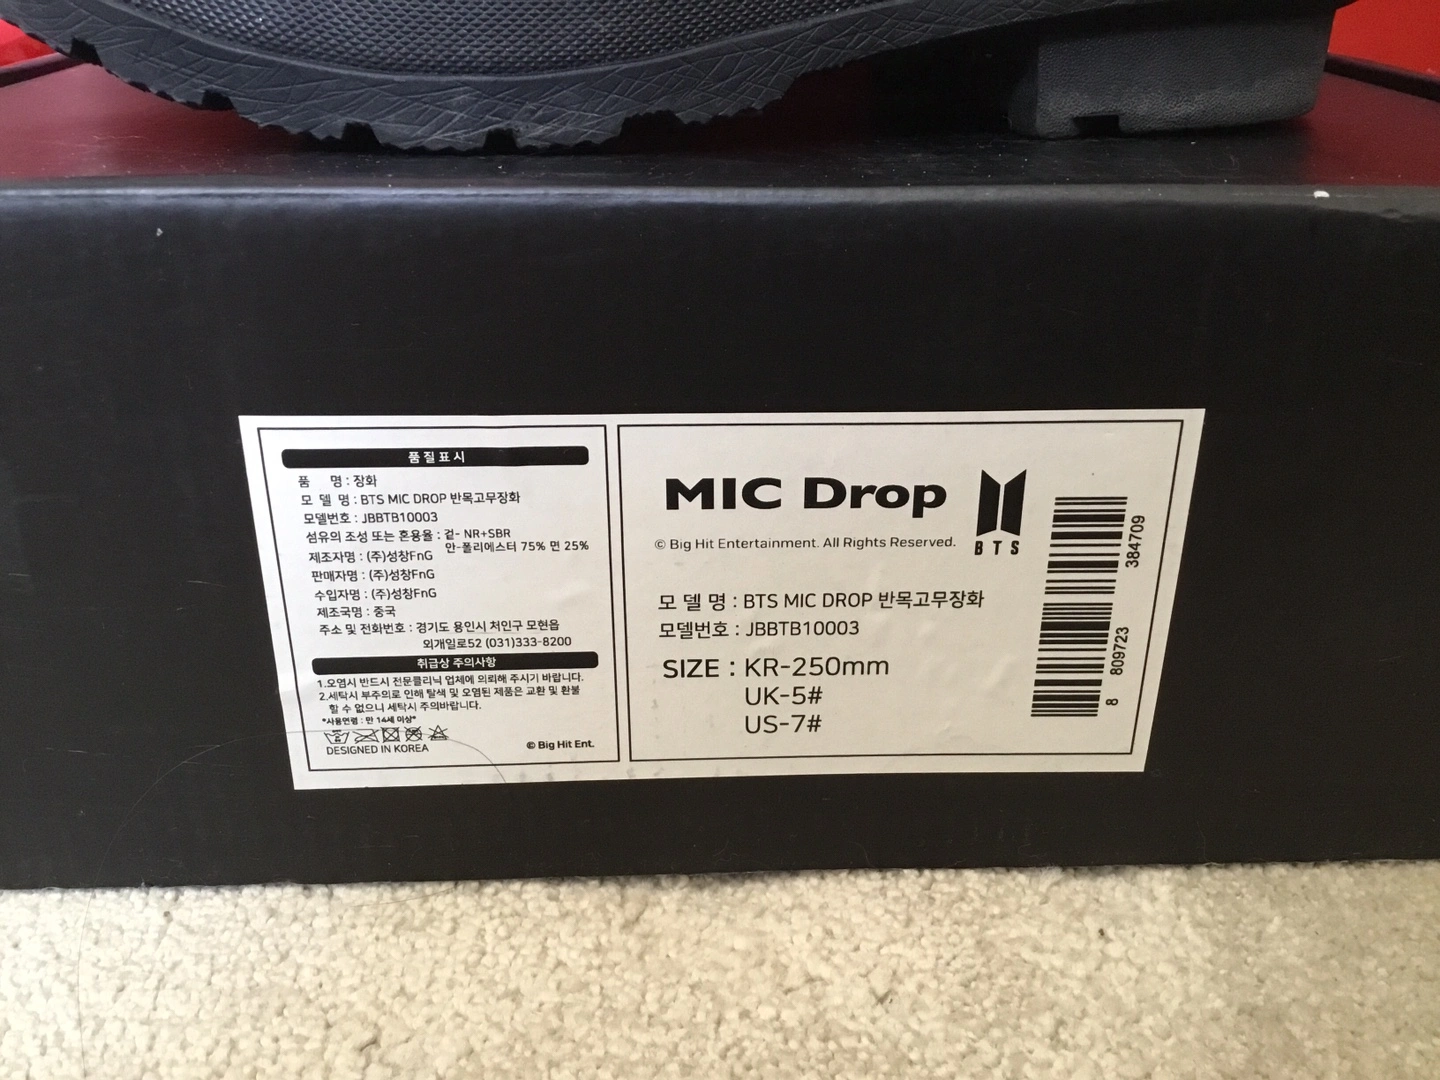 품질표시
품 명 : 장화
모 델 명 : BTS MIC DROP 반목고무장화
모델번호 : JBBTB10003
섬유의 조성 또는 혼용율 : 겉- NR+SBR
안-폴리에스터 75% 면 25%
제조자명 : (주)성창FnG
판매자명 : (주)성창FnG
수입자명 : (주)성창FnG
제조국명 : 중국
주소 및 전화번호 : 경기도 용인시 처인구 모현읍
외개일로52 (031)333-8200
취급상 주의사항
1.오염시 반드시 전문클리닉 업체에 의뢰해 주시기 바랍니다.
2.세탁시 부주의로 인해 탈색 및 오염된 제품은 교환 및 환불
할 수 없으니 세탁시 주의바랍니다.
*사용연령 : 만 14세 이상*
DESIGNED IN KOREA
© Big Hit Ent.
MIC Drop
BTS
© Big Hit Entertainment. All Rights Reserved.
모 델 명 : BTS MIC DROP 반목고무장화
모델번호 : JBBTB10003
SIZE : KR-250mm
UK-5#
US-7#
8 809723 384709